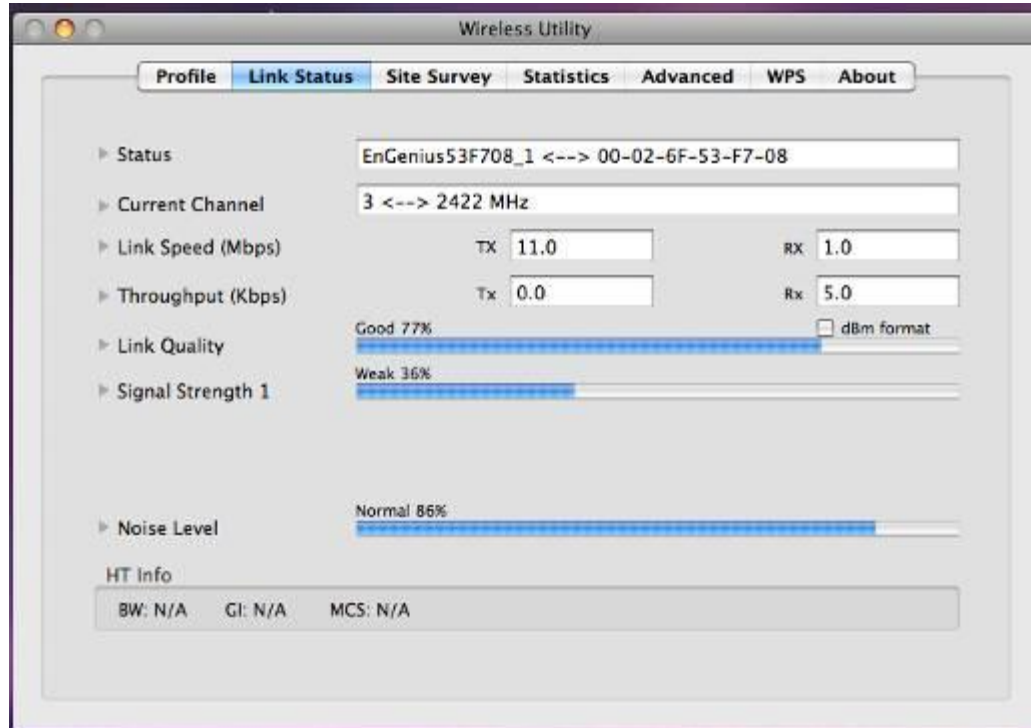 Wireless Utility
Profile Link Status Site Survey Statistics Advanced WPS About
Status EnGenius53F708_1 <--> 00-02-6F-53-F7-08
Current Channel 3 <--> 2422 MHz
Link Speed (Mbps) TX 11.0 RX 1.0
Throughput (Kbps) Tx 0.0 Rx 5.0
Good 77% dBm format
Link Quality
Weak 36%
Signal Strength 1
Normal 86%
Noise Level
HT Info
BW: N/A GI: N/A MCS: N/A